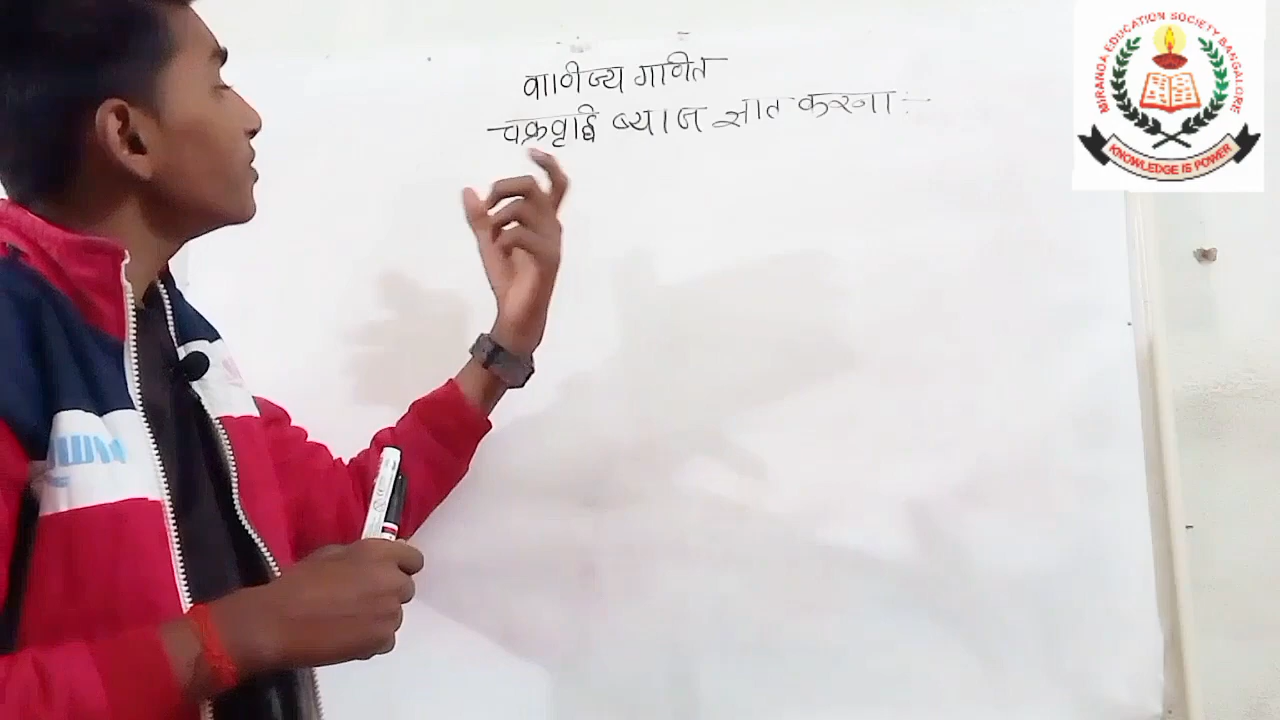 वाणिज्य गणित
चक्रवृद्धि ब्याज ज्ञात करना :-
MIRANDA EDUCATION SOCIETY BANGALORE
KNOWLEDGE IS POWER